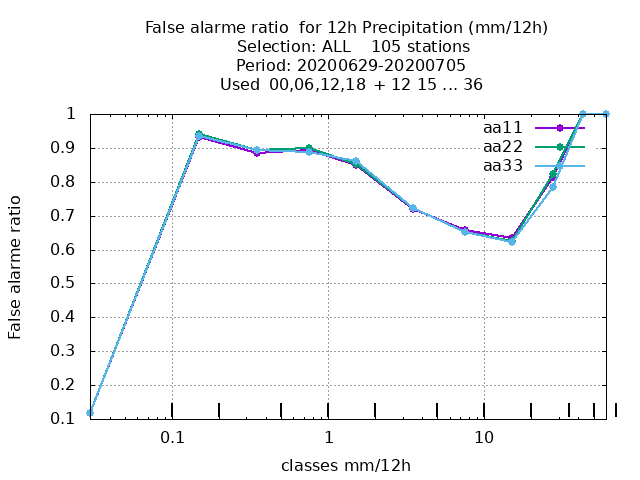 False alarme ratio  for 12h Precipitation (mm/12h)
Selection: ALL    105 stations
Period: 20200629-20200705
Used  00,06,12,18  + 12 15 ... 36
aa11
aa22
aa33
1
0.9
0.8
0.7
0.6
0.5
0.4
0.3
0.2
0.1
False alarme ratio
0.1
1
10
classes mm/12h